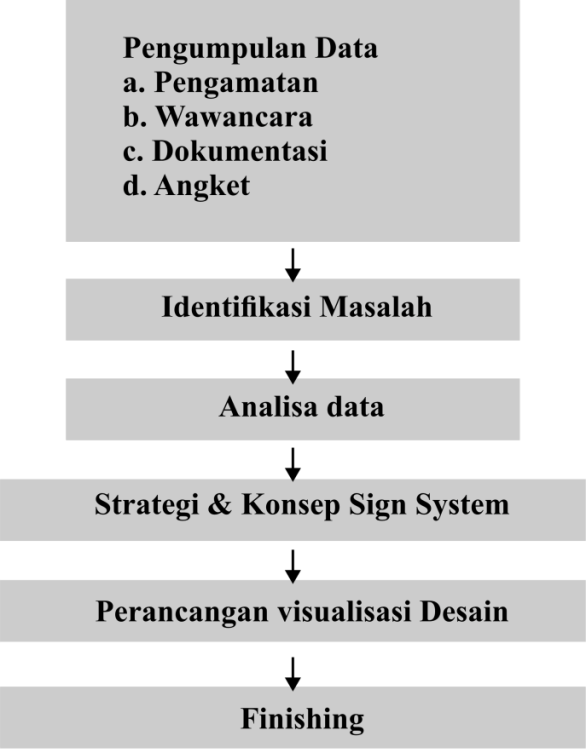 Pengumpulan Data
a. Pengamatan
b. Wawancara
c. Dokumentasi
d. Angket
Identifikasi Masalah
Analisa data
Strategi & Konsep Sign System
Perancangan visualisasi Desain
Finishing